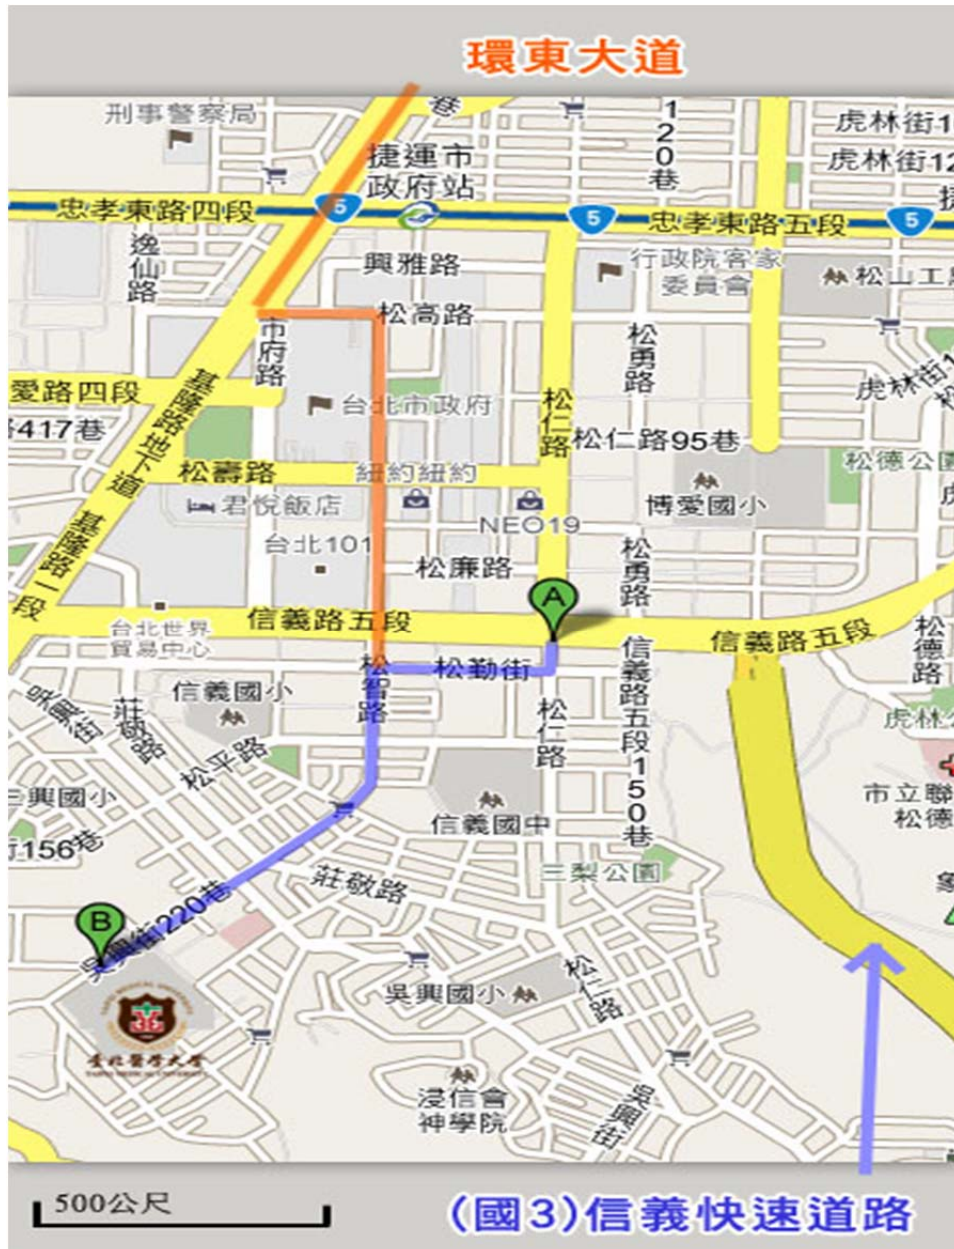 環東大道
刑事警察局
巷
120巷
虎林街1
虎林街12
捷運市
政府站
5
忠孝東路四段
5
忠孝東路五段
5
捷
逸仙路
興雅路
行政院客家
委員會
松山工
市府路
松高路
松勇路
虎林街1
愛路四段
基隆路地下道
台北市政府
松仁路
417巷
松仁路95巷
松德公園
松壽路
紐約紐約
博愛國小
君悅飯店
NEO19
台北101
松廉路
松勇路
基隆路一段
A
信義路五段
信義路五段
台北世界
貿易中心
松德路
松智路
松勤街
信義路五段150巷
信義國小
吳興街
莊敬路
松仁路
虎林
松平路
三興國小
市立聯
松德
信義國中
街156巷
莊敬路
三犁公園
象
B
吳興街220巷
松仁路
吳興國小
臺北醫學大學
TAIPEI MEDICAL UNIVERSITY
浸信會
神學院
吳興街
500公尺
(國3)信義快速道路